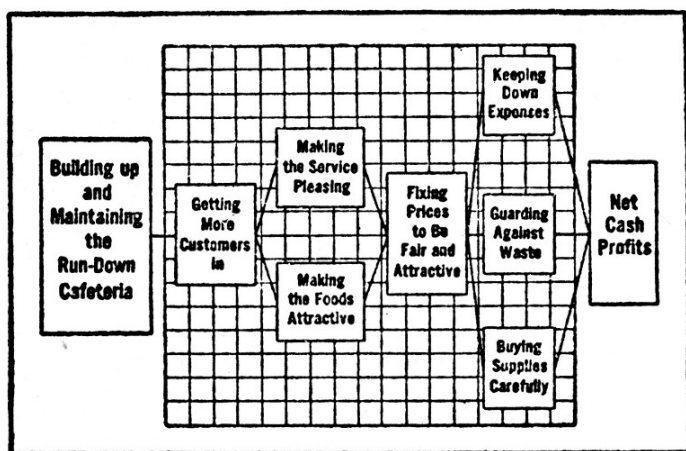 Building up
and
Maintaining
the
Run-Down
Cafeteria
Getting
More
Customers
in
Making
the Service
Pleasing
Making
the Foods
Attractive
Fixing
Prices
to Be
Fair and
Attractive
Keeping
Down
Expenses
Guarding
Against
Waste
Buying
Supplies
Carefully
Net
Cash
Profits